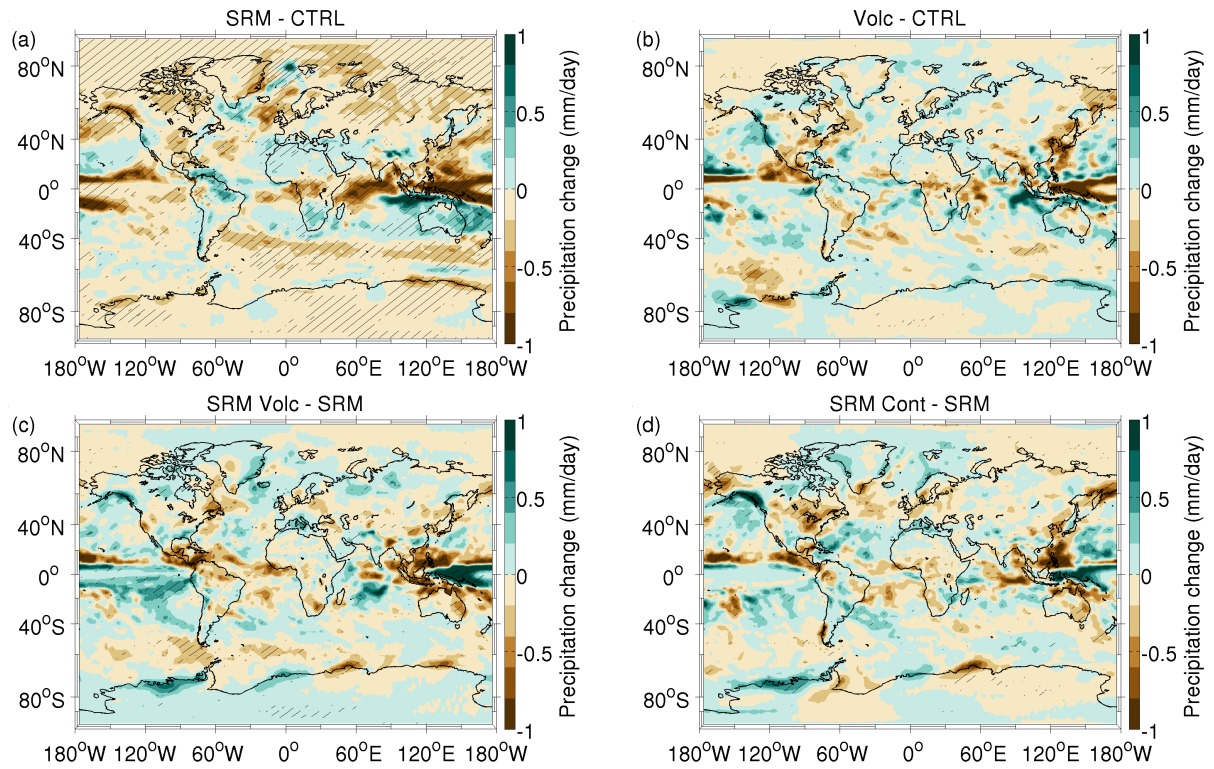 SRM - CTRL
(a)
80°N
40°N
0°
40°S
80°S
180°W 120°W 60°W 0° 60°E 120°E 180°W
1
0.5
0
-0.5
-1
Precipitation change (mm/day)
Volc - CTRL
(b)
80°N
40°N
0°
40°S
80°S
180°W 120°W 60°W 0° 60°E 120°E 180°W
1
0.5
0
-0.5
-1
Precipitation change (mm/day)
SRM Volc - SRM
(c)
80°N
40°N
0°
40°S
80°S
180°W 120°W 60°W 0° 60°E 120°E 180°W
1
0.5
0
-0.5
-1
Precipitation change (mm/day)
SRM Cont - SRM
(d)
80°N
40°N
0°
40°S
80°S
180°W 120°W 60°W 0° 60°E 120°E 180°W
1
0.5
0
-0.5
-1
Precipitation change (mm/day)